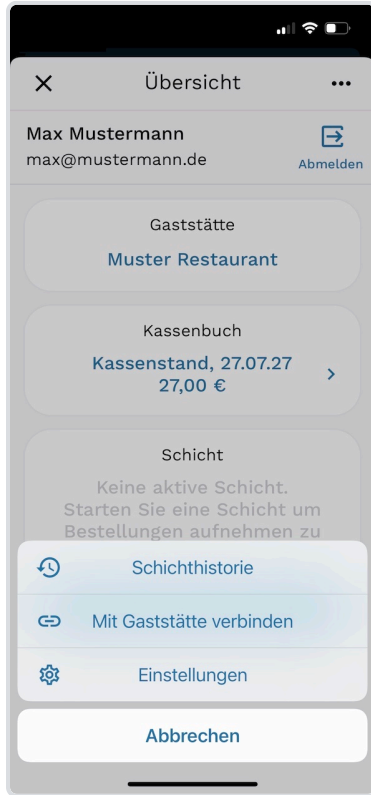 Übersicht
Max Mustermann
max@mustermann.de
Abmelden
Gaststätte
Muster Restaurant
Kassenbuch
Kassenstand, 27.07.27
27,00 €
Schicht
Keine aktive Schicht.
Starten Sie eine Schicht um
Bestellungen aufnehmen zu
Schichthistorie
Mit Gaststätte verbinden
Einstellungen
Abbrechen